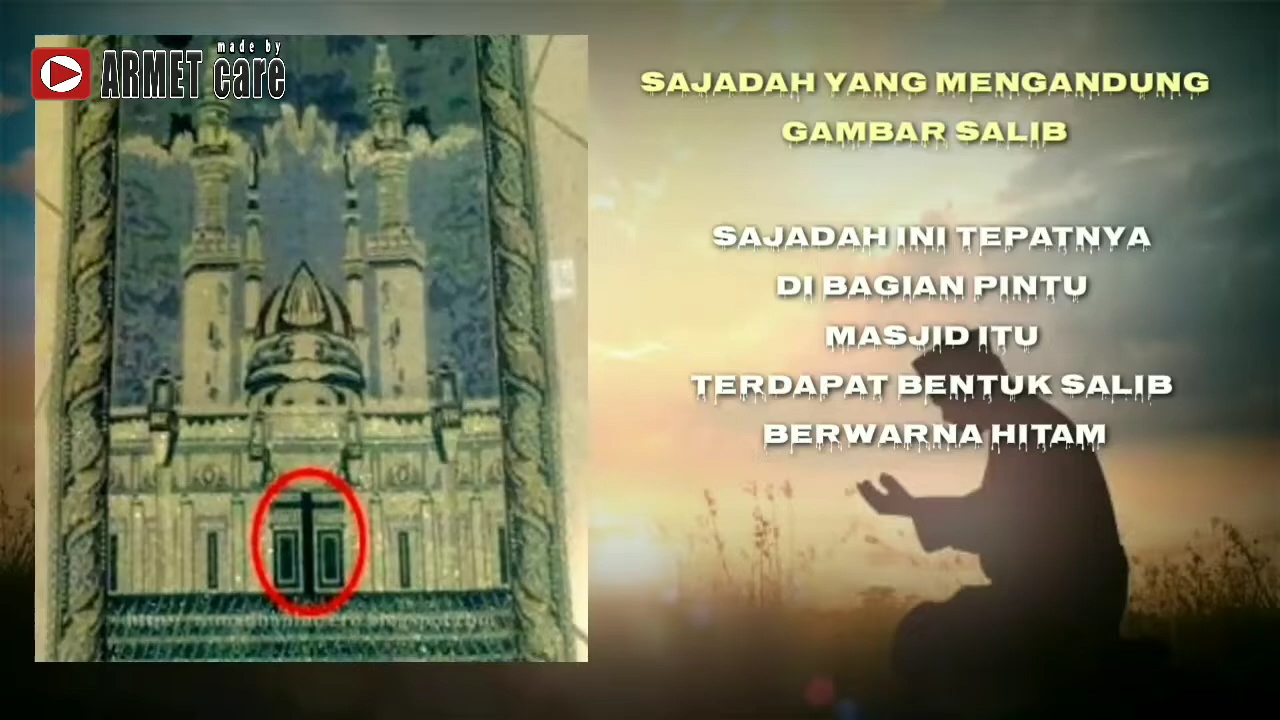 made by
ARMET care
SAJADAH YANG MENGANDUNG
GAMBAR SALIB
SAJADAH INI TEPATNYA
DI BAGIAN PINTU
MASJID ITU
TERDAPAT BENTUK SALIB
BERWARNA HITAM